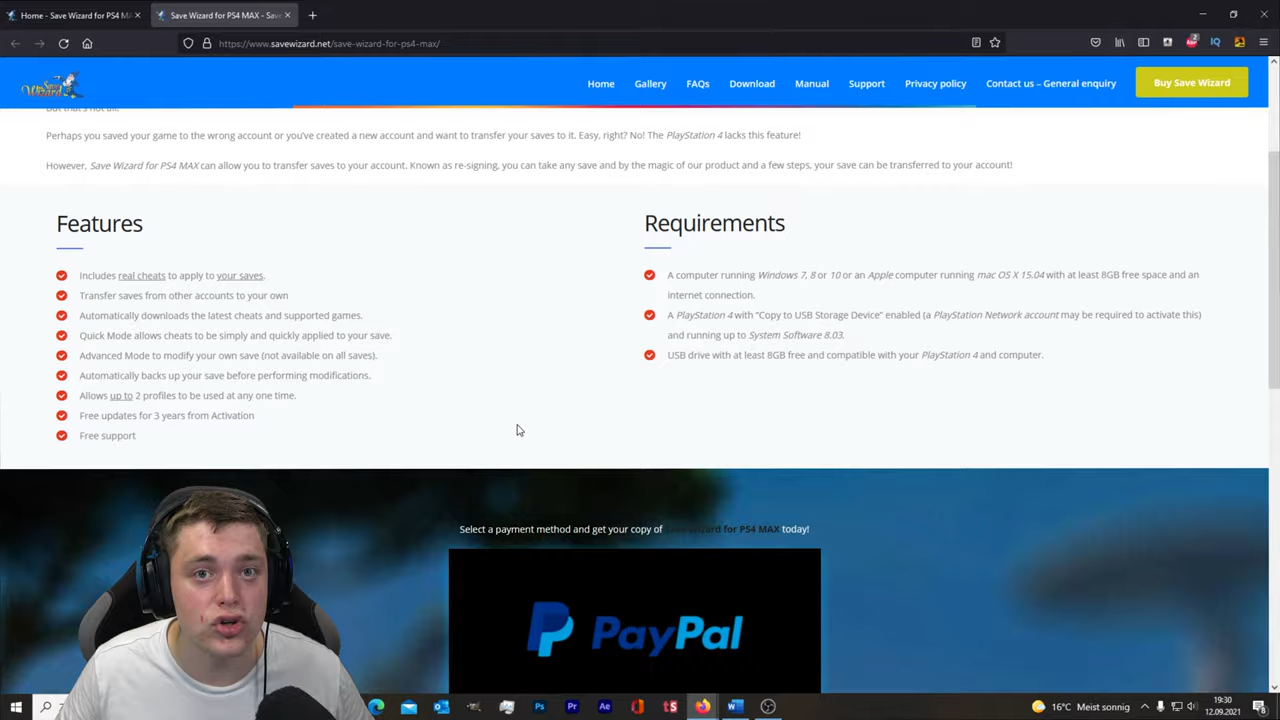 Home - Save Wizard for PS4 MA
Save Wizard for PS4 MAX - Save
https://www.savewizard.net/save-wizard-for-ps4-max/
Save Wizard
Home Gallery FAQs Download Manual Support Privacy policy Contact us – General enquiry Buy Save Wizard
But that's not all!
Perhaps you saved your game to the wrong account or you've created a new account and want to transfer your saves to it. Easy, right? No! The PlayStation 4 lacks this feature!
However, Save Wizard for PS4 MAX can allow you to transfer saves to your account. Known as re-signing, you can take any save and by the magic of our product and a few steps, your save can be transferred to your account!
Features
Includes real cheats to apply to your saves.
Transfer saves from other accounts to your own
Automatically downloads the latest cheats and supported games.
Quick Mode allows cheats to be simply and quickly applied to your save.
Advanced Mode to modify your own save (not available on all saves).
Automatically backs up your save before performing modifications.
Allows up to 2 profiles to be used at any one time.
Free updates for 3 years from Activation
Free support
Requirements
A computer running Windows 7, 8 or 10 or an Apple computer running mac OS X 15.04 with at least 8GB free space and an
internet connection.
A PlayStation 4 with “Copy to USB Storage Device” enabled (a PlayStation Network account may be required to activate this)
and running up to System Software 8.03.
USB drive with at least 8GB free and compatible with your PlayStation 4 and computer.
Select a payment method and get your copy of Save Wizard for PS4 MAX today!
PayPal
16°C Meist sonnig
19:30
12.09.2021